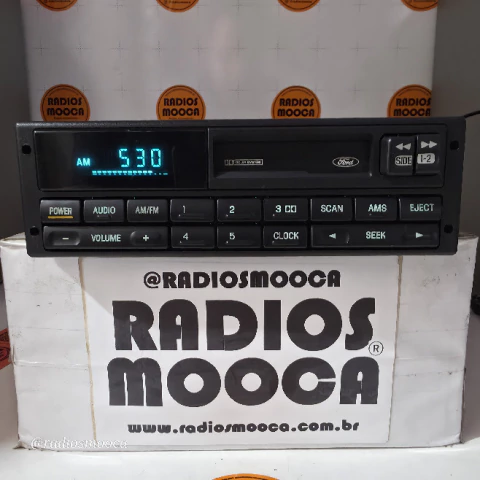 RADIOS
MOOCA
RADIOS
MOOCA
RADIOS
MOOCA
RADIOS
MOOCA
AM 530
Ford
SIDE 1-2
POWER AUDIO AM/FM 1 2 3 SCAN AMS EJECT
- VOLUME + 4 5 CLOCK SEEK
@RADIOSMOOCA
RADIOS
MOOCA®
www.radiosmooca.com.br
@radiosmooca